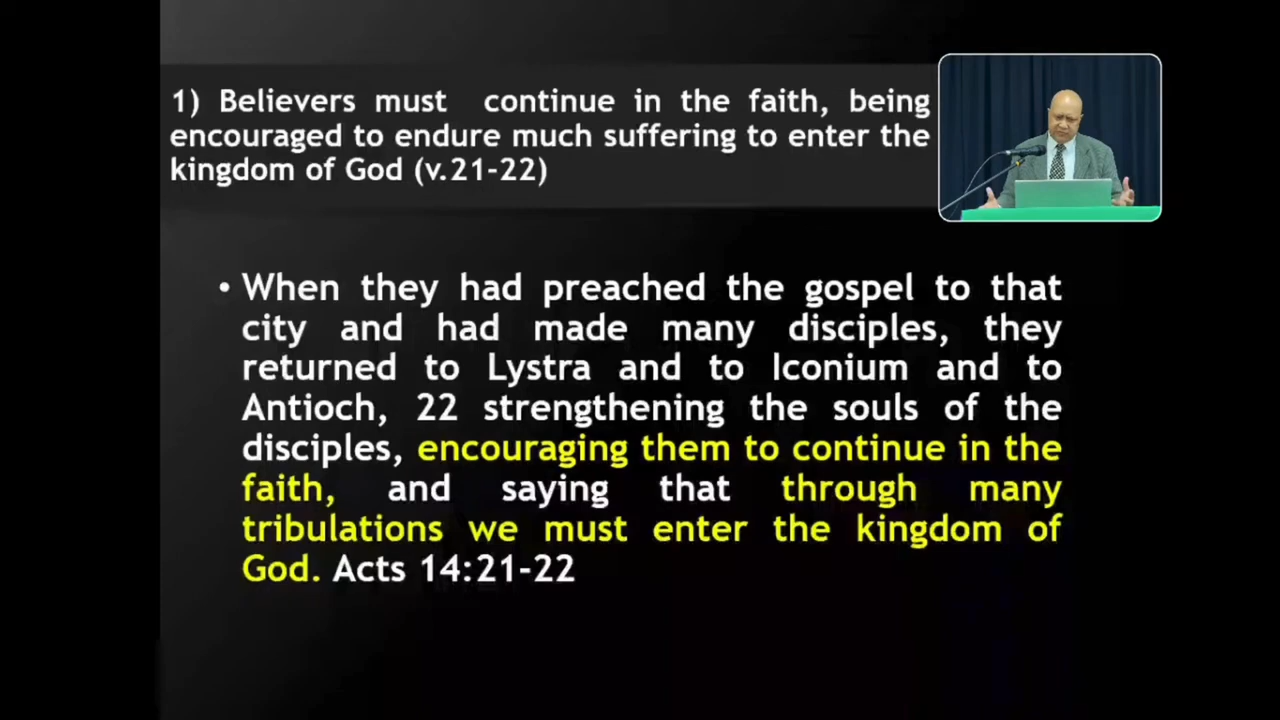 1) Believers must continue in the faith, being
encouraged to endure much suffering to enter the
kingdom of God (v.21-22)
• When they had preached the gospel to that
city and had made many disciples, they
returned to Lystra and to Iconium and to
Antioch, 22 strengthening the souls of the
disciples, encouraging them to continue in the
faith, and saying that through many
tribulations we must enter the kingdom of
God. Acts 14:21-22